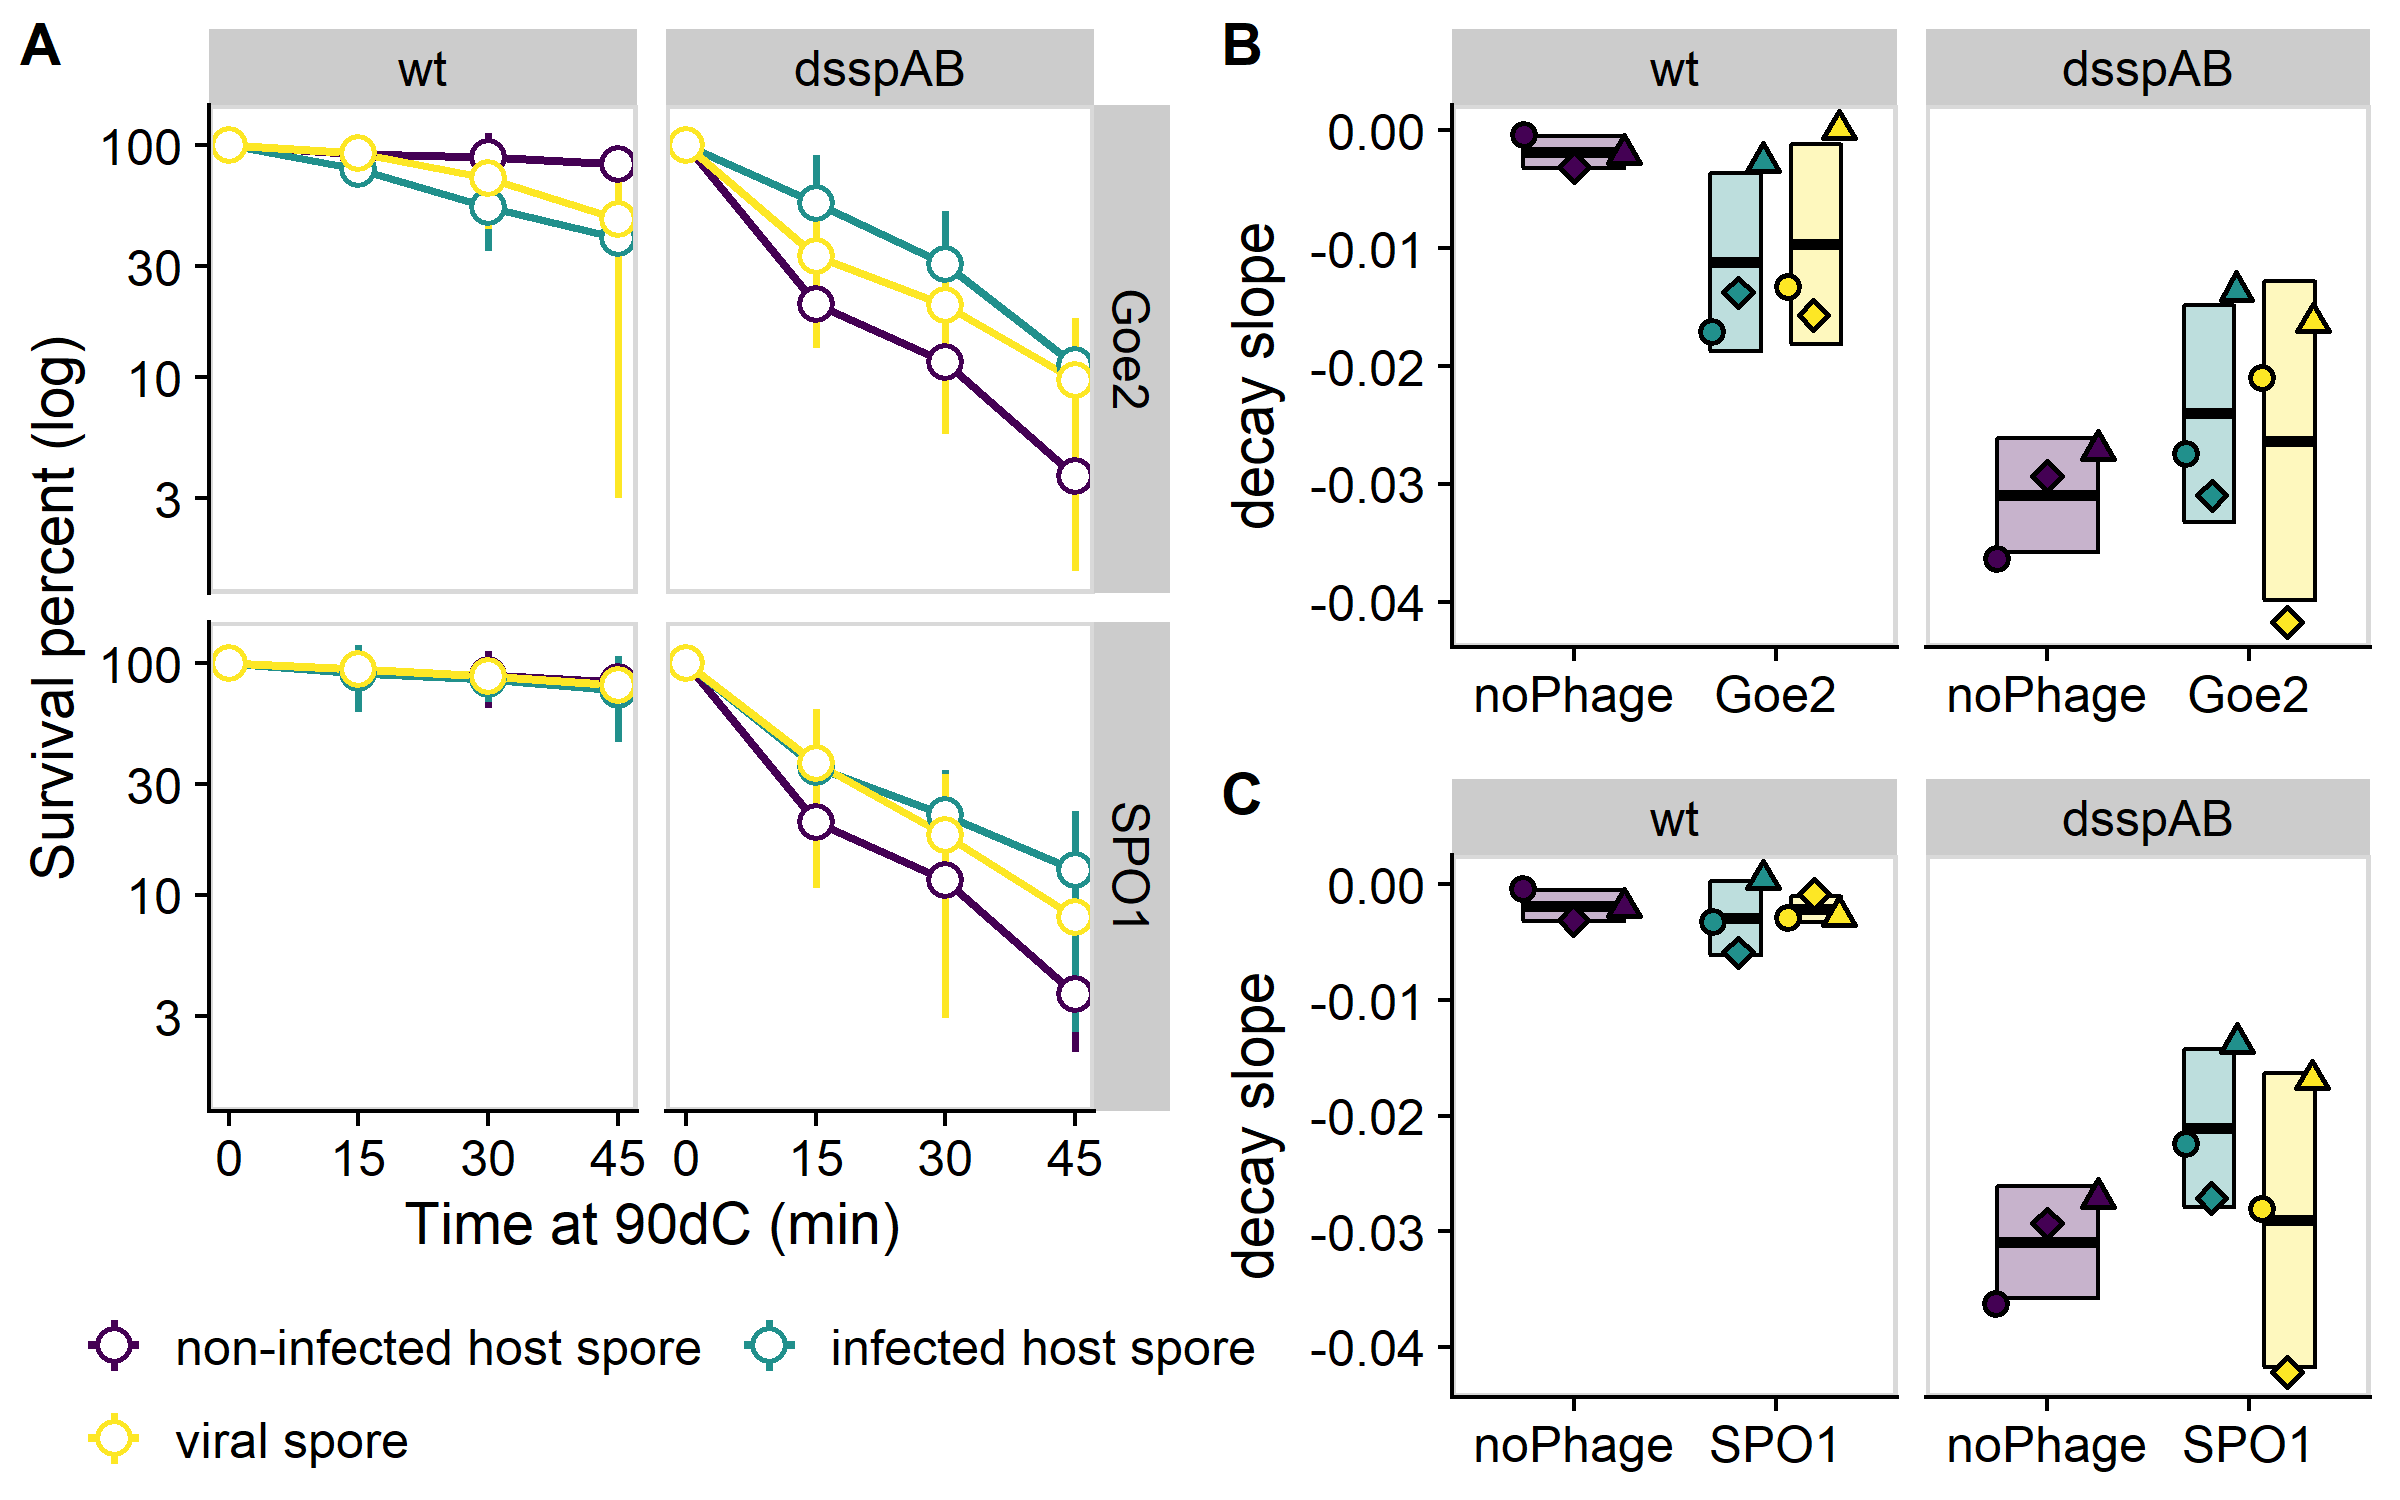 A
wt
dsspAB
100
30
10
3
Goe2
100
30
10
3
SPO1
0 15 30 45
0 15 30 45
Survival percent (log)
Time at 90dC (min)
non-infected host spore
infected host spore
viral spore
B
wt
dsspAB
0.00
-0.01
-0.02
-0.03
-0.04
decay slope
noPhage Goe2
noPhage Goe2
C
wt
dsspAB
0.00
-0.01
-0.02
-0.03
-0.04
decay slope
noPhage SPO1
noPhage SPO1